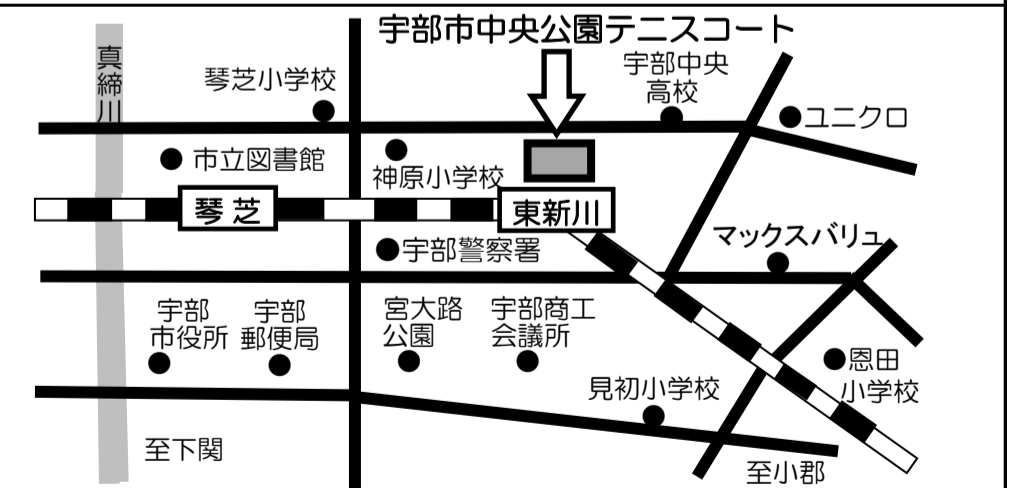 宇部市中央公園テニスコート
真締川
琴芝小学校
宇部中央
高校
ユニクロ
市立図書館
神原小学校
琴芝
東新川
宇部警察署
マックスバリュ
宇部
市役所
宇部
郵便局
宮大路
公園
宇部商工
会議所
恩田
小学校
見初小学校
至下関
至小郡